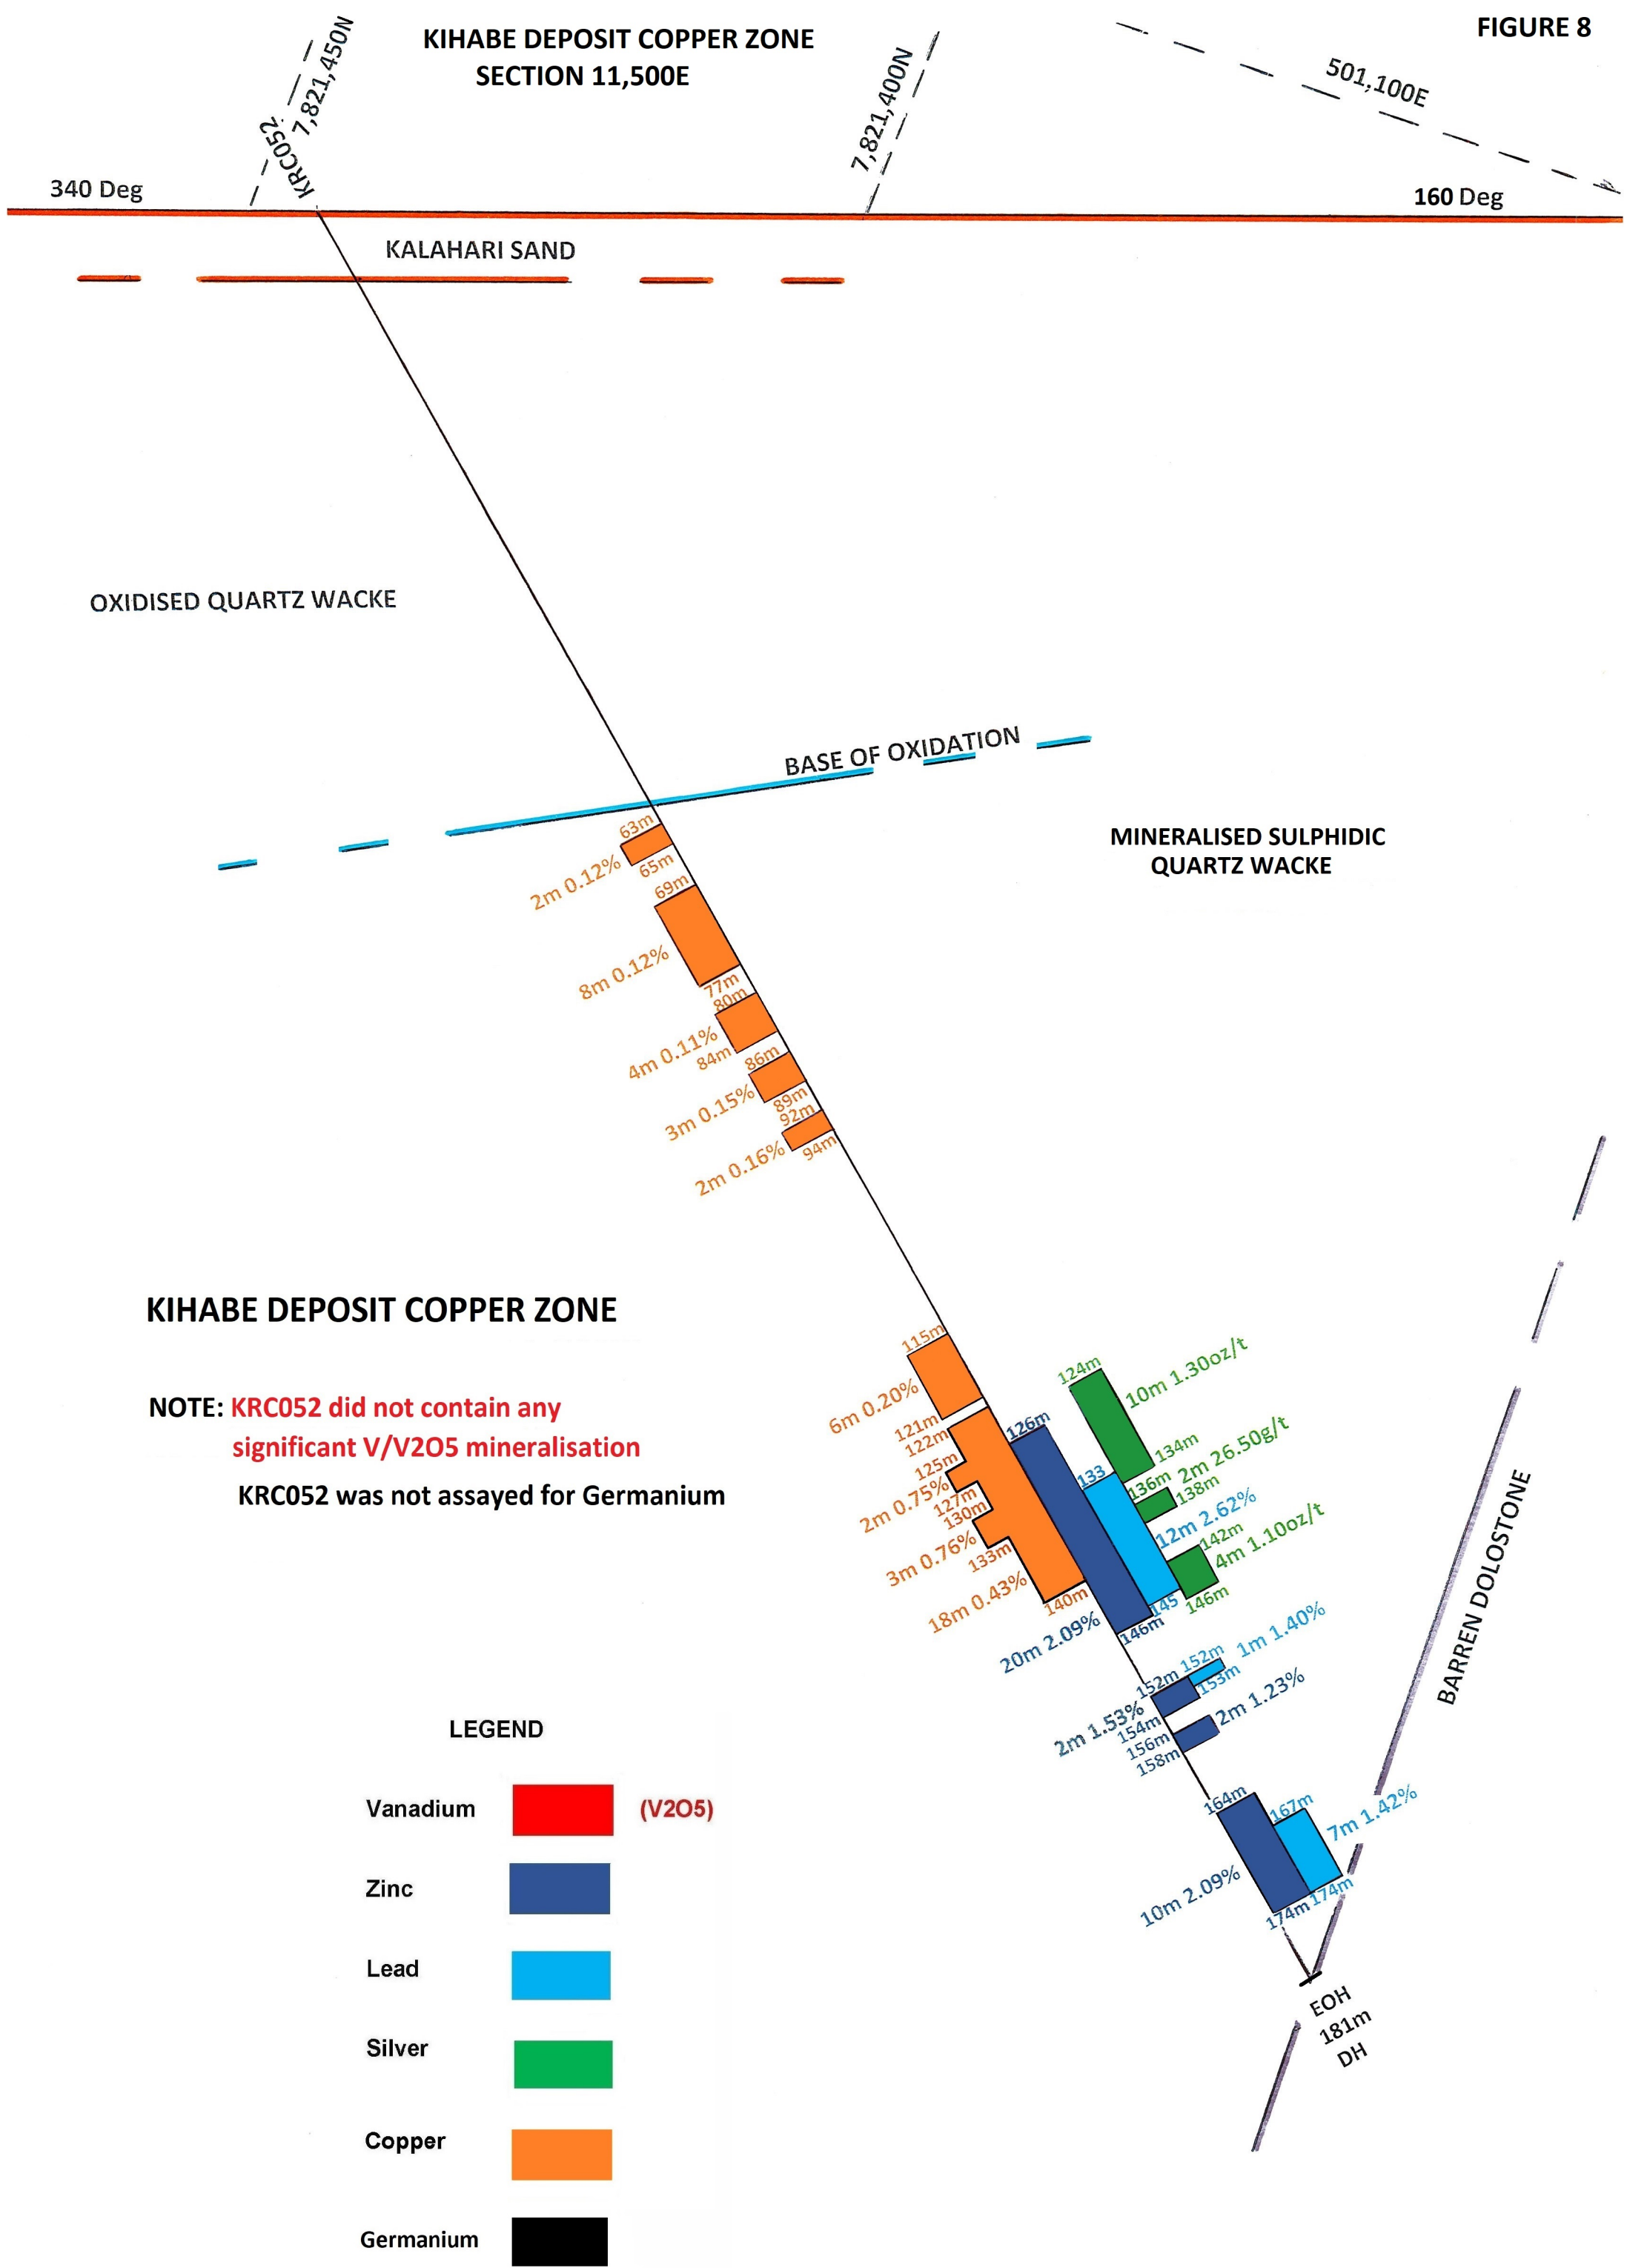 FIGURE 8
KIHABE DEPOSIT COPPER ZONE
SECTION 11,500E
7,821,450N
KRC052
7,821,400N
501,100E
340 Deg
160 Deg
KALAHARI SAND
OXIDISED QUARTZ WACKE
BASE OF OXIDATION
MINERALISED SULPHIDIC
QUARTZ WACKE
63m
2m 0.12%
65m
69m
8m 0.12%
77m
80m
4m 0.11%
84m
86m
3m 0.15%
89m
92m
2m 0.16%
94m
KIHABE DEPOSIT COPPER ZONE
NOTE: KRC052 did not contain any
significant V/V2O5 mineralisation
KRC052 was not assayed for Germanium
115m
6m 0.20%
121m
122m
125m
2m 0.75%
127m
130m
3m 0.76%
133m
18m 0.43%
140m
126m
20m 2.09%
146m
133
12m 2.62%
145
124m
10m 1.30oz/t
134m
136m
2m 26.50g/t
138m
142m
4m 1.10oz/t
146m
152m
152m
1m 1.40%
153m
2m 1.53%
154m
156m
2m 1.23%
158m
164m
167m
7m 1.42%
10m 2.09%
174m
174m
BARREN DOLOSTONE
EOH
181m
DH
LEGEND
Vanadium
(V2O5)
Zinc
Lead
Silver
Copper
Germanium